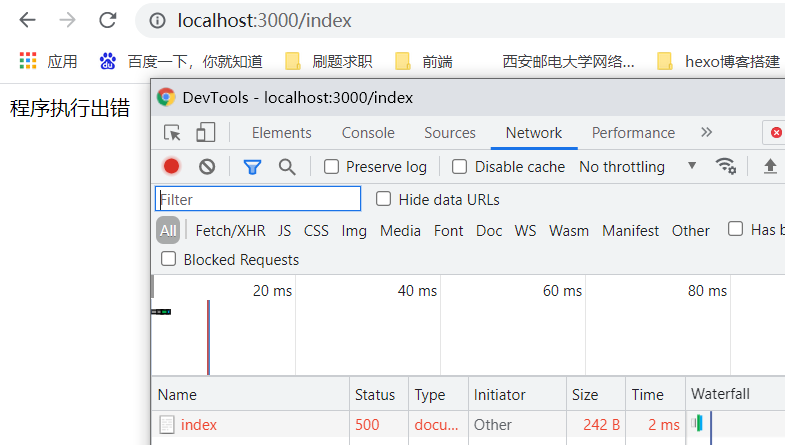 localhost:3000/index
应用 百度一下，你就知道 刷题求职 前端 西安邮电大学网络... hexo博客搭建
程序执行出错
DevTools - localhost:3000/index
Elements Console Sources Network Performance
Preserve log Disable cache No throttling
Filter Hide data URLs
All Fetch/XHR JS CSS Img Media Font Doc WS Wasm Manifest Other Has b
Blocked Requests
20 ms 40 ms 60 ms 80 ms
Name Status Type Initiator Size Time Waterfall
index 500 docu... Other 242 B 2 ms